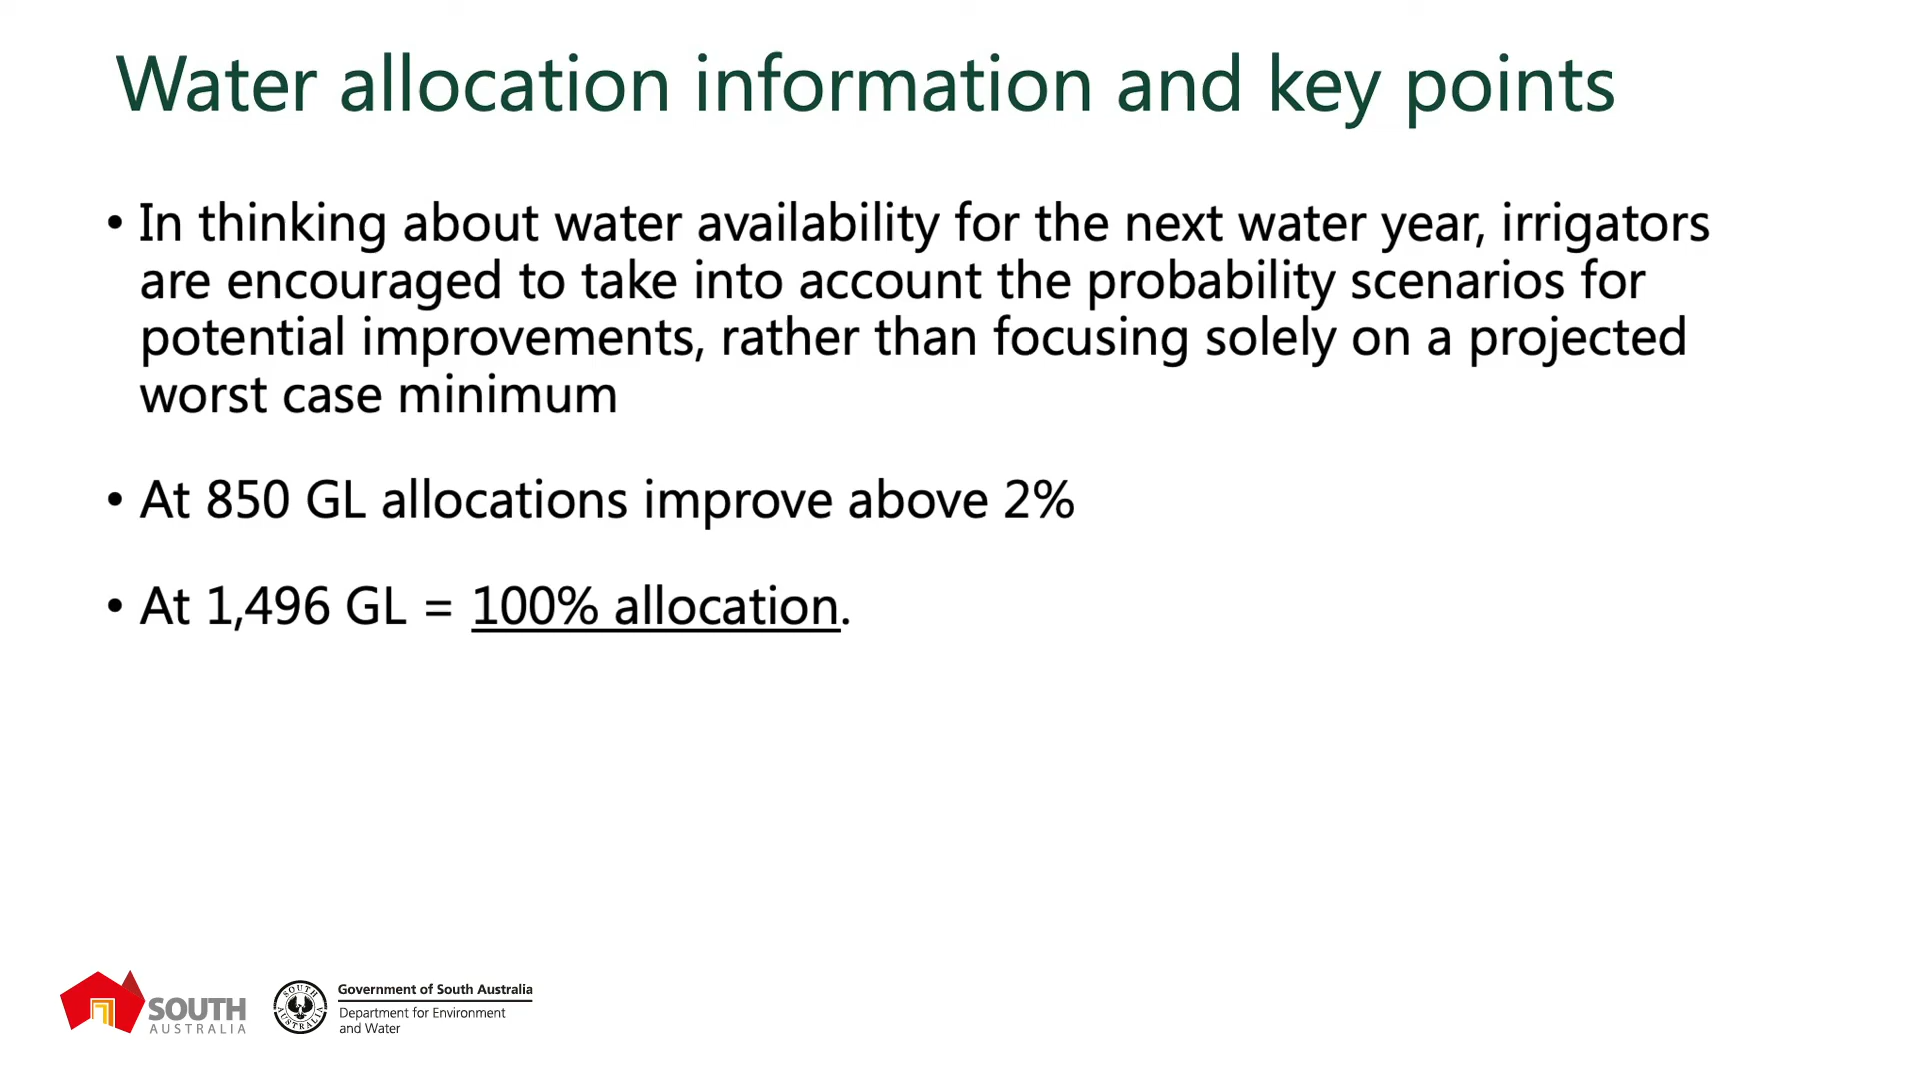 Water allocation information and key points
• In thinking about water availability for the next water year, irrigators
are encouraged to take into account the probability scenarios for
potential improvements, rather than focusing solely on a projected
worst case minimum
• At 850 GL allocations improve above 2%
• At 1,496 GL = 100% allocation.
SOUTH
AUSTRALIA
SOUTH
AUSTRALIA
Government of South Australia
Department for Environment
and Water